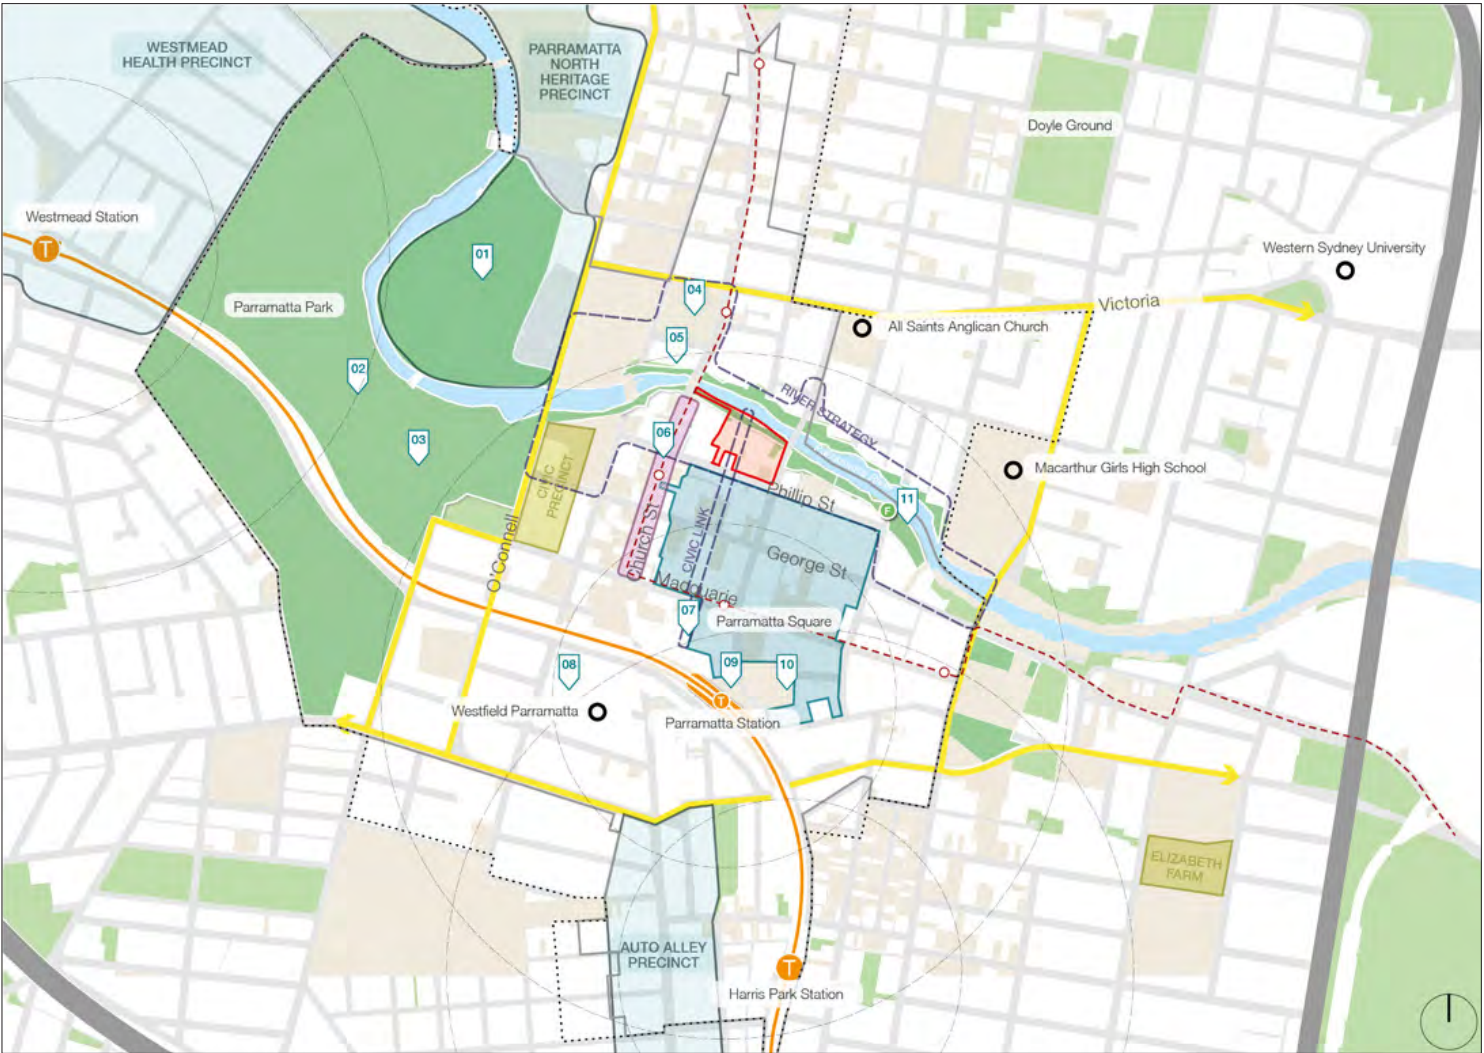 WESTMEAD
HEALTH PRECINCT
PARRAMATTA
NORTH
HERITAGE
PRECINCT
Doyle Ground
Westmead Station
T
01
Western Sydney University
Parramatta Park
04
Victoria
All Saints Anglican Church
05
02
RIVER STRATEGY
03
06
CIVIC
PRECINCT
Macarthur Girls High School
Phillip St
11
F
Church St
CIVIC LINK
O'Connell
George St
Macquarie
07
Parramatta Square
08
09
10
Westfield Parramatta
T
Parramatta Station
ELIZABETH
FARM
AUTO ALLEY
PRECINCT
T
Harris Park Station